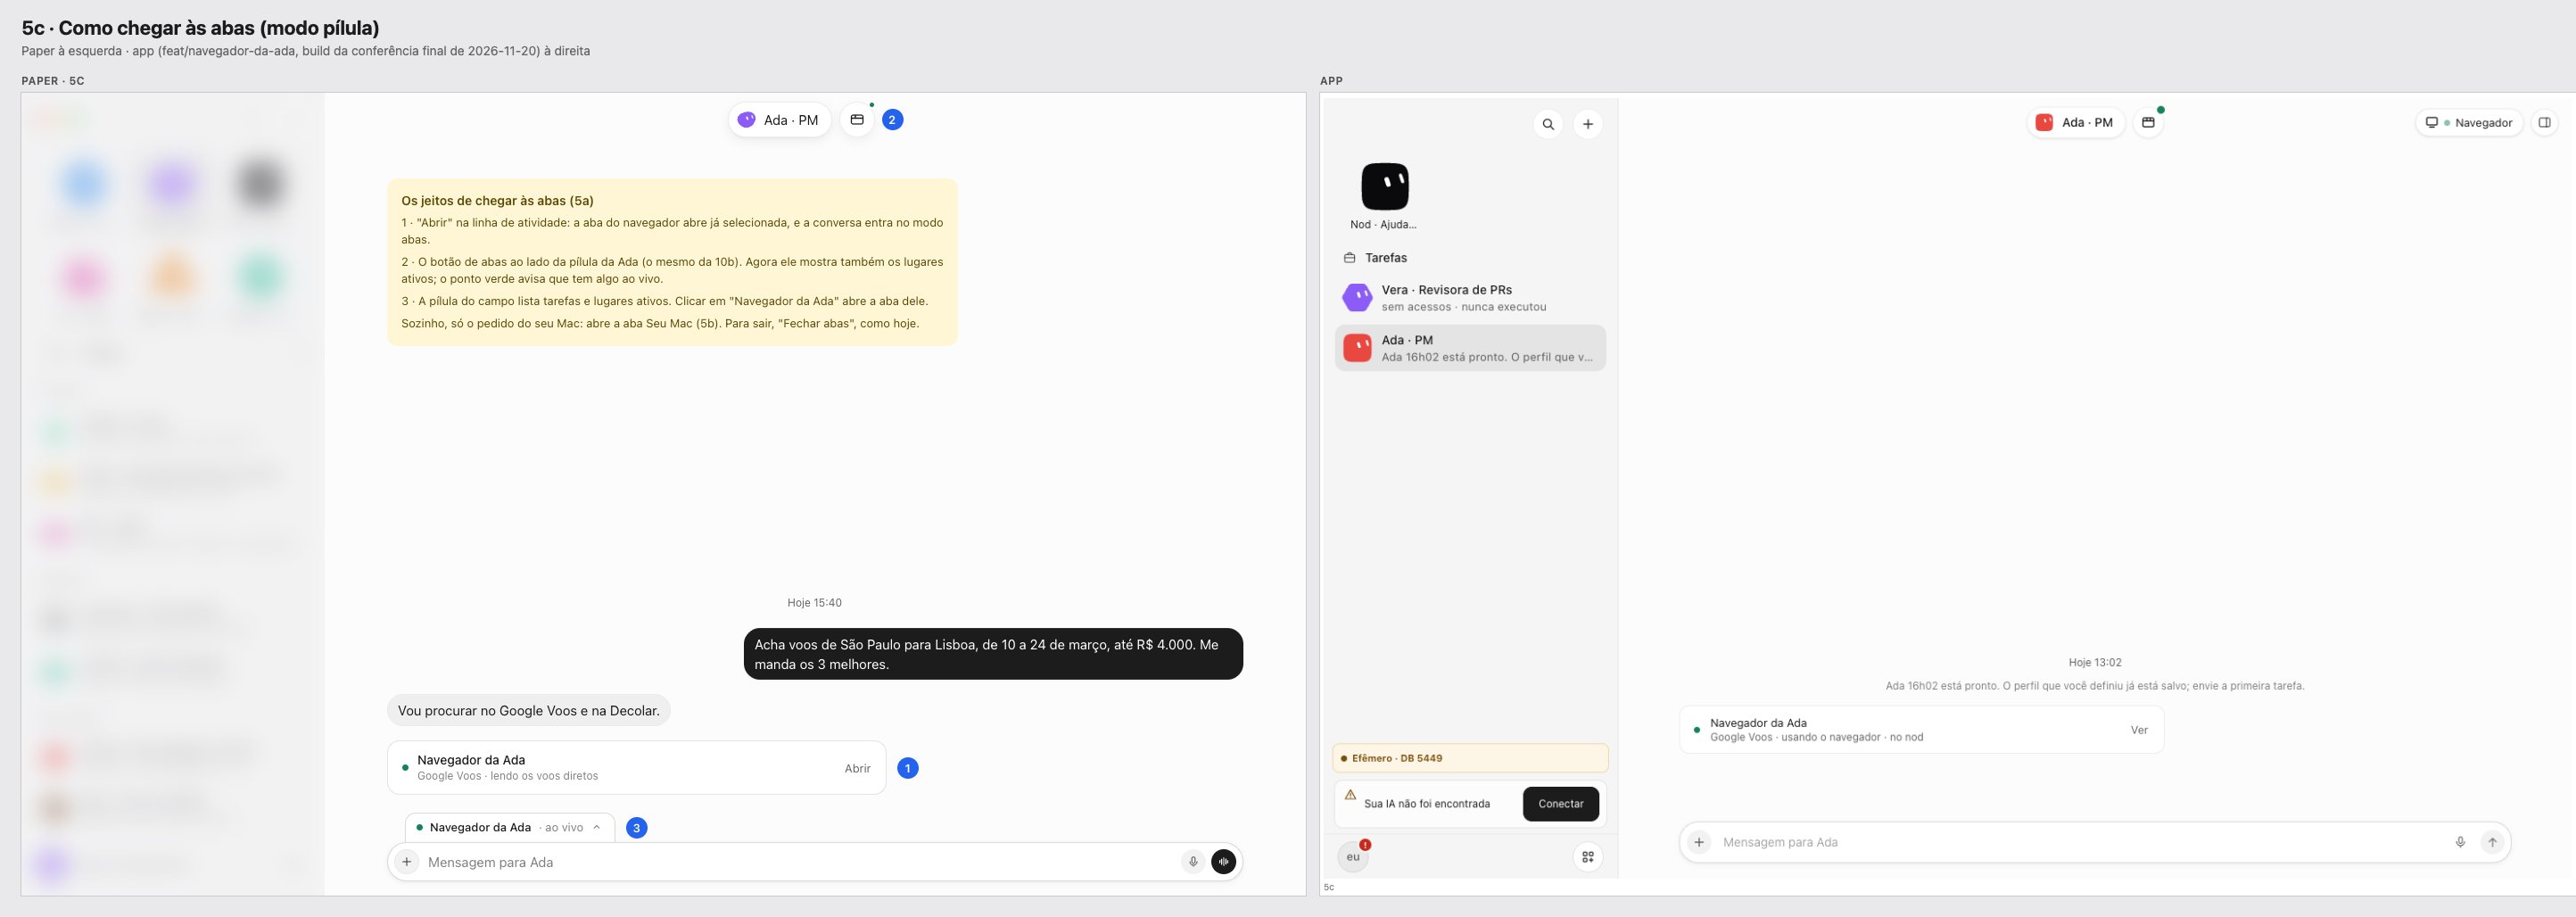 5c · Como chegar às abas (modo pílula)
Paper à esquerda · app (feat/navegador-da-ada, build da conferência final de 2026-11-20) à direita
PAPER · 5C
Ada · PM
2
Os jeitos de chegar às abas (5a)
1 · "Abrir" na linha de atividade: a aba do navegador abre já selecionada, e a conversa entra no modo
abas.
2 · O botão de abas ao lado da pílula da Ada (o mesmo da 10b). Agora ele mostra também os lugares
ativos; o ponto verde avisa que tem algo ao vivo.
3 · A pílula do campo lista tarefas e lugares ativos. Clicar em "Navegador da Ada" abre a aba dele.
Sozinho, só o pedido do seu Mac: abre a aba Seu Mac (5b). Para sair, "Fechar abas", como hoje.
Hoje 15:40
Acha voos de São Paulo para Lisboa, de 10 a 24 de março, até R$ 4.000. Me
manda os 3 melhores.
Vou procurar no Google Voos e na Decolar.
Navegador da Ada
Google Voos · lendo os voos diretos
Abrir
1
Navegador da Ada · ao vivo
3
Mensagem para Ada
APP
Ada · PM
Navegador
Nod · Ajuda...
Tarefas
Vera · Revisora de PRs
sem acessos · nunca executou
Ada · PM
Ada 16h02 está pronto. O perfil que v...
Hoje 13:02
Ada 16h02 está pronto. O perfil que você definiu já está salvo; envie a primeira tarefa.
Navegador da Ada
Google Voos · usando o navegador · no nod
Ver
Efêmero · DB 5449
Sua IA não foi encontrada
Conectar
eu
!
Mensagem para Ada
5c